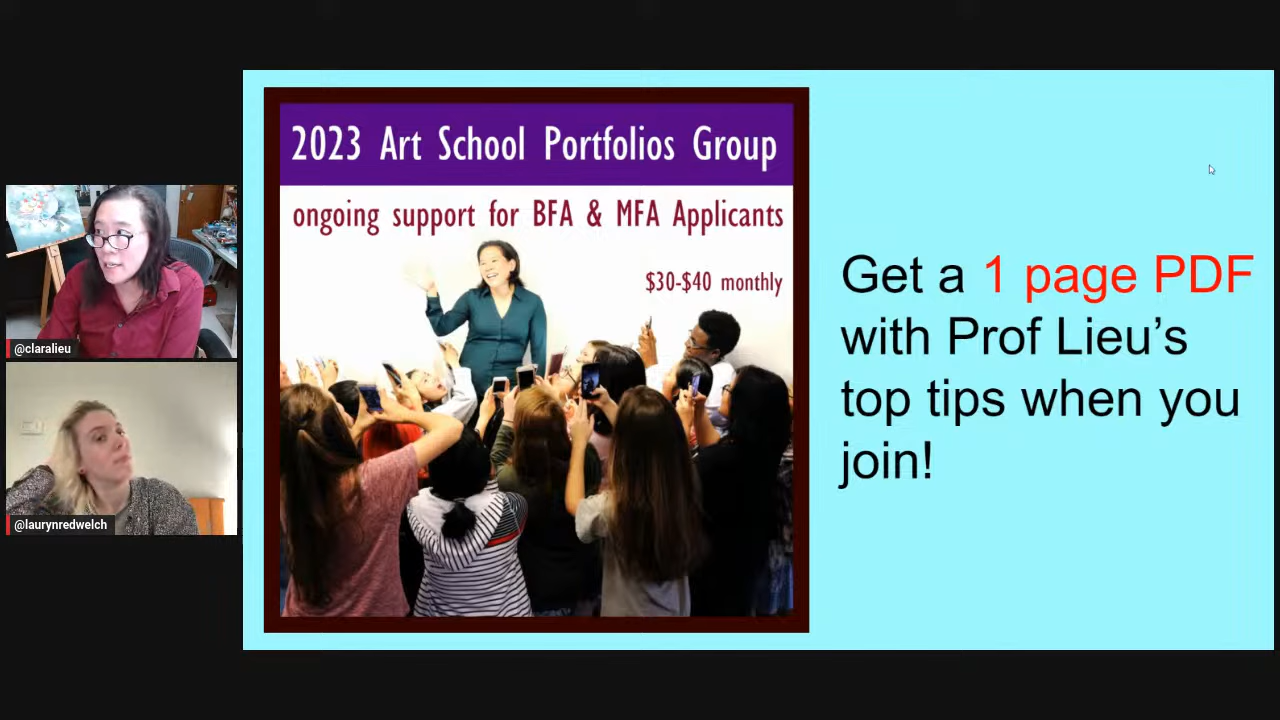 2023 Art School Portfolios Group
ongoing support for BFA & MFA Applicants
$30-$40 monthly
Get a 1 page PDF
with Prof Lieu's
top tips when you
join!
@claralieu
@laurynredwelch